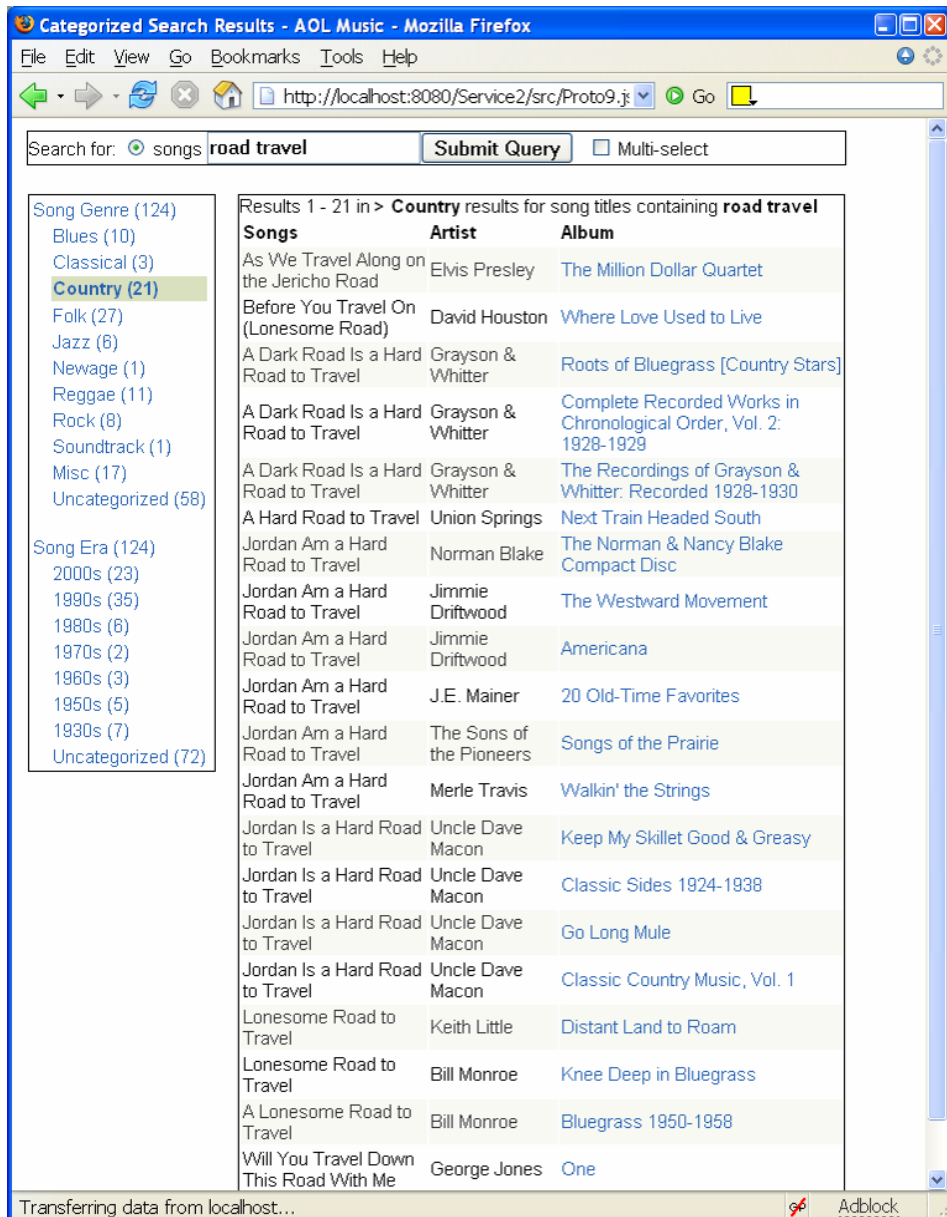 Categorized Search Results - AOL Music - Mozilla Firefox
File Edit View Go Bookmarks Tools Help
http://localhost:8080/Service2/src/Proto9.js Go
Search for: songs road travel Submit Query Multi-select
Song Genre (124)
Blues (10)
Classical (3)
Country (21)
Folk (27)
Jazz (6)
Newage (1)
Reggae (11)
Rock (8)
Soundtrack (1)
Misc (17)
Uncategorized (58)
Song Era (124)
2000s (23)
1990s (35)
1980s (6)
1970s (2)
1960s (3)
1950s (5)
1930s (7)
Uncategorized (72)
Results 1 - 21 in > Country results for song titles containing road travel
Songs Artist Album
As We Travel Along on
the Jericho Road
Elvis Presley
The Million Dollar Quartet
Before You Travel On
(Lonesome Road)
David Houston
Where Love Used to Live
A Dark Road Is a Hard
Road to Travel
Grayson &
Whitter
Roots of Bluegrass [Country Stars]
A Dark Road Is a Hard
Road to Travel
Grayson &
Whitter
Complete Recorded Works in
Chronological Order, Vol. 2:
1928-1929
A Dark Road Is a Hard
Road to Travel
Grayson &
Whitter
The Recordings of Grayson &
Whitter: Recorded 1928-1930
A Hard Road to Travel
Union Springs
Next Train Headed South
Jordan Am a Hard
Road to Travel
Norman Blake
The Norman & Nancy Blake
Compact Disc
Jordan Am a Hard
Road to Travel
Jimmie
Driftwood
The Westward Movement
Jordan Am a Hard
Road to Travel
Jimmie
Driftwood
Americana
Jordan Am a Hard
Road to Travel
J.E. Mainer
20 Old-Time Favorites
Jordan Am a Hard
Road to Travel
The Sons of
the Pioneers
Songs of the Prairie
Jordan Am a Hard
Road to Travel
Merle Travis
Walkin' the Strings
Jordan Is a Hard Road
to Travel
Uncle Dave
Macon
Keep My Skillet Good & Greasy
Jordan Is a Hard Road
to Travel
Uncle Dave
Macon
Classic Sides 1924-1938
Jordan Is a Hard Road
to Travel
Uncle Dave
Macon
Go Long Mule
Jordan Is a Hard Road
to Travel
Uncle Dave
Macon
Classic Country Music, Vol. 1
Lonesome Road to
Travel
Keith Little
Distant Land to Roam
Lonesome Road to
Travel
Bill Monroe
Knee Deep in Bluegrass
A Lonesome Road to
Travel
Bill Monroe
Bluegrass 1950-1958
Will You Travel Down
This Road With Me
George Jones
One
Transferring data from localhost... Adblock